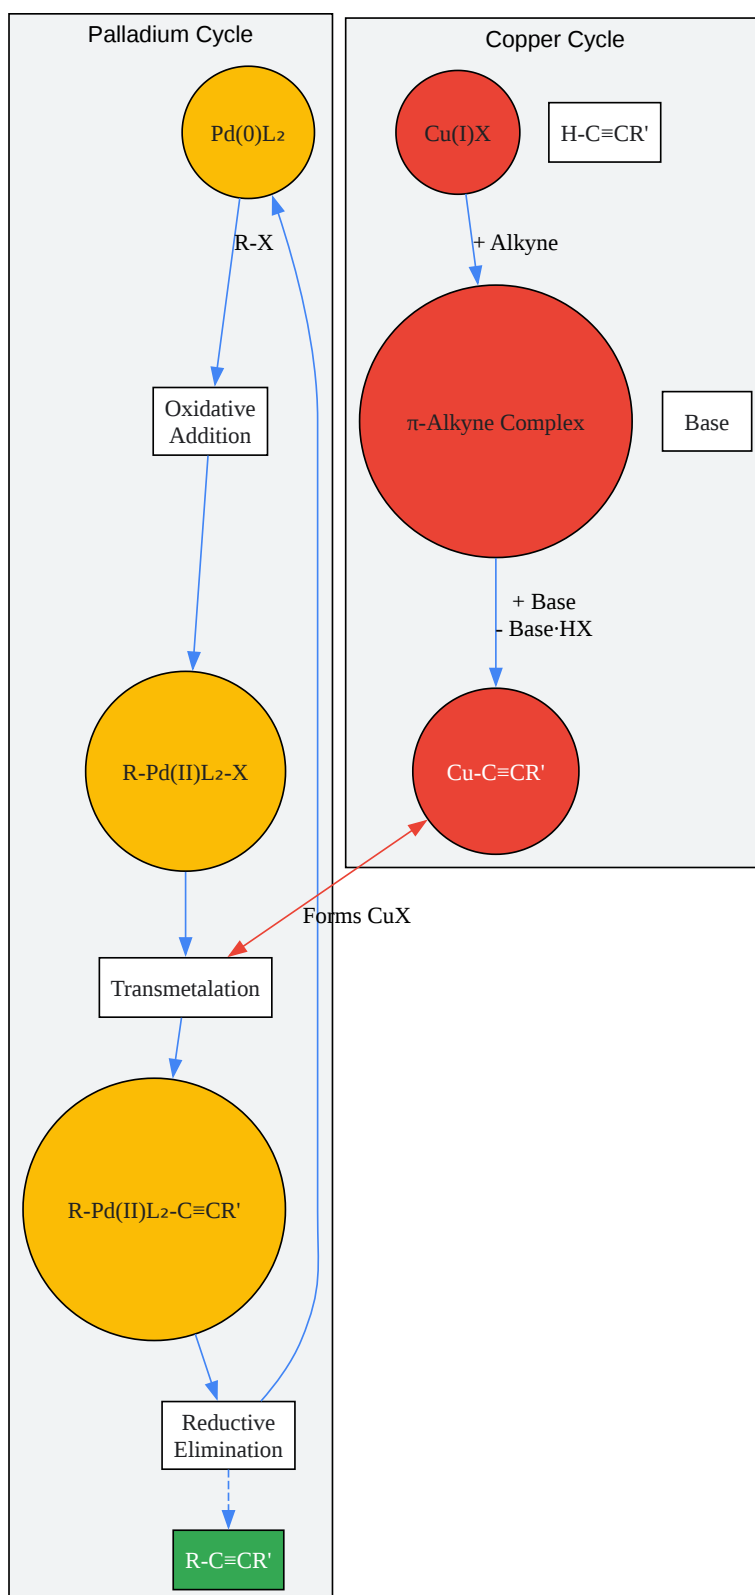 Palladium Cycle
Pd(0)L₂
R-X
Oxidative
Addition
R-Pd(II)L₂-X
Transmetalation
R-Pd(II)L₂-C≡CR'
Reductive
Elimination
R-C≡CR'
Copper Cycle
Cu(I)X
H-C≡CR'
+ Alkyne
π-Alkyne Complex
Base
+ Base
- Base·HX
Cu-C≡CR'
Forms CuX